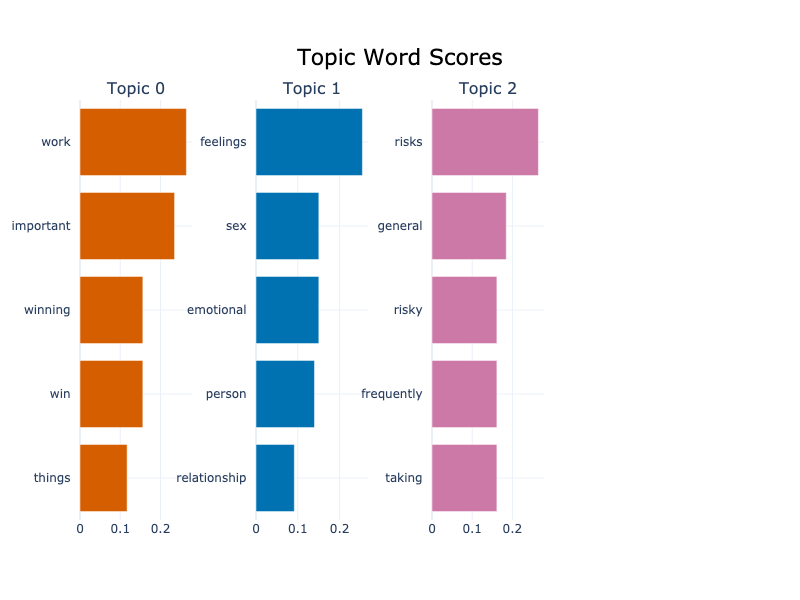 Topic Word Scores
Topic 0
Topic 1
Topic 2
work
feelings
risks
important
sex
general
winning
emotional
risky
win
person
frequently
things
relationship
taking
0 0.1 0.2
0 0.1 0.2
0 0.1 0.2